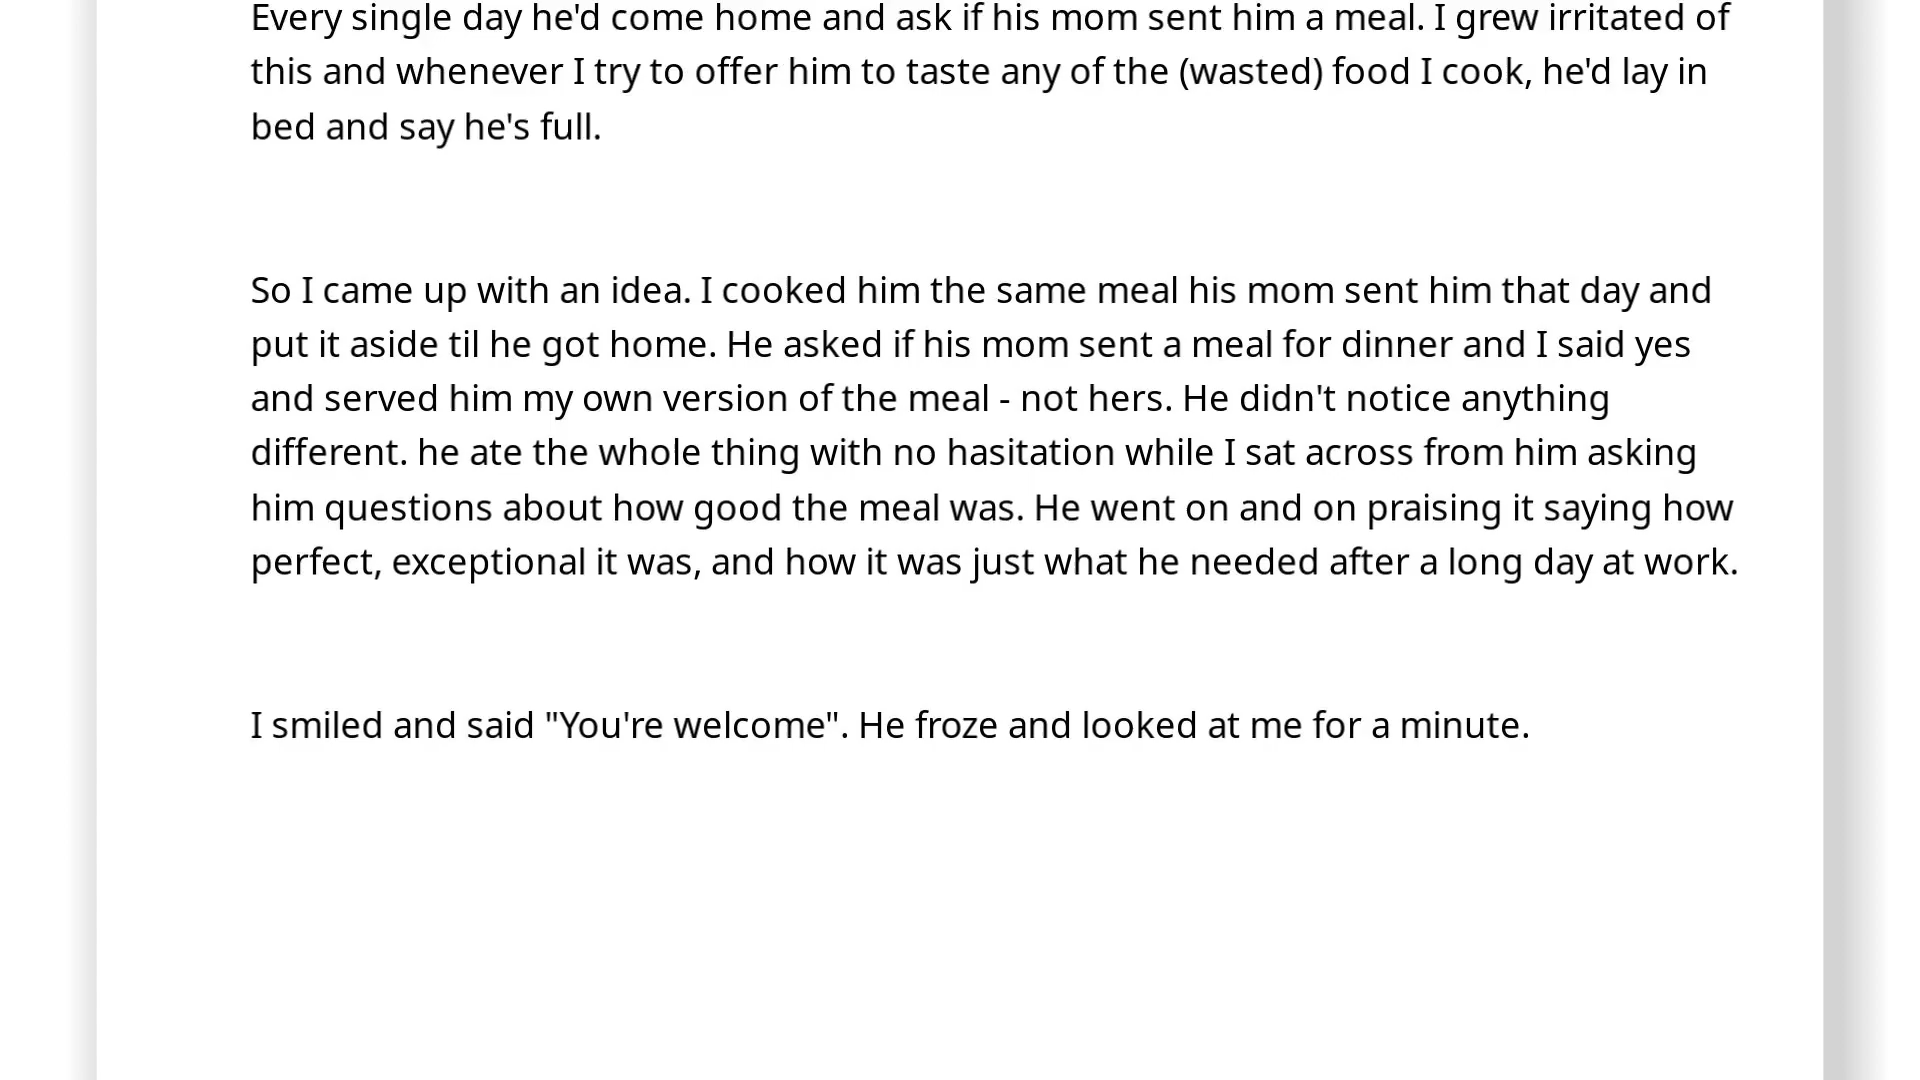 Every single day he'd come home and ask if his mom sent him a meal. I grew irritated of
this and whenever I try to offer him to taste any of the (wasted) food I cook, he'd lay in
bed and say he's full.
So I came up with an idea. I cooked him the same meal his mom sent him that day and
put it aside til he got home. He asked if his mom sent a meal for dinner and I said yes
and served him my own version of the meal - not hers. He didn't notice anything
different. he ate the whole thing with no hasitation while I sat across from him asking
him questions about how good the meal was. He went on and on praising it saying how
perfect, exceptional it was, and how it was just what he needed after a long day at work.
I smiled and said "You're welcome". He froze and looked at me for a minute.